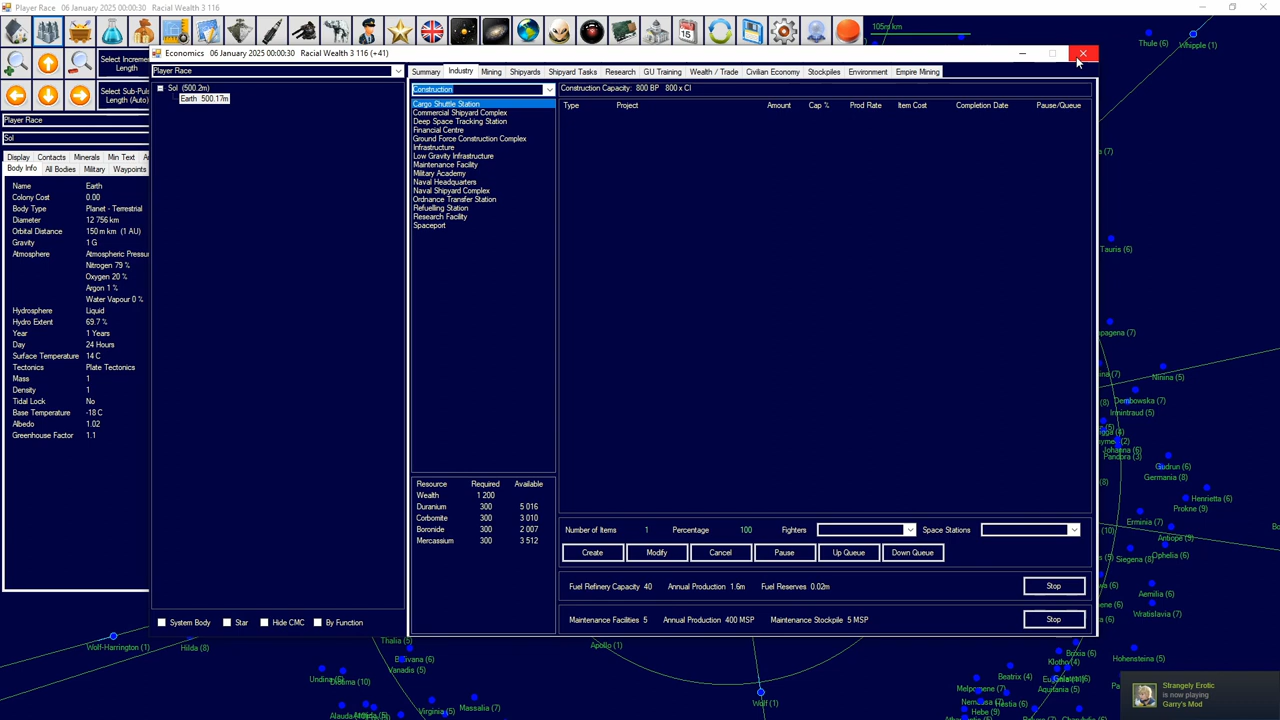 Player Race 06 January 2025 00:00:30 Racial Wealth 3 116
105m km
Thule (6)
Whipple (1)
Select Increment
Length
Select Sub-Pulse
Length (Auto)
Economics 06 January 2025 00:00:30 Racial Wealth 3 116 (+41)
Player Race
Sol (500.2m)
Earth 500.17m
Summary Industry Mining Shipyards Shipyard Tasks Research GU Training Wealth / Trade Civilian Economy Stockpiles Environment Empire Mining
Construction
Construction Capacity: 800 BP 800 x CI
Type Project Amount Cap % Prod Rate Item Cost Completion Date Pause/Queue
Cargo Shuttle Station
Commercial Shipyard Complex
Deep Space Tracking Station
Financial Centre
Ground Force Construction Complex
Infrastructure
Low Gravity Infrastructure
Maintenance Facility
Military Academy
Naval Headquarters
Naval Shipyard Complex
Ordnance Transfer Station
Refuelling Station
Research Facility
Spaceport
Player Race
Sol
Display Contacts Minerals Min Text
Body Info All Bodies Military Waypoints
Name Earth
Colony Cost 0.00
Body Type Planet - Terrestrial
Diameter 12 756 km
Orbital Distance 150 m km (1 AU)
Gravity 1 G
Atmosphere Atmospheric Pressu
Nitrogen 79 %
Oxygen 20 %
Argon 1 %
Water Vapour 0 %
Hydrosphere Liquid
Hydro Extent 69.7 %
Year 1 Years
Day 24 Hours
Surface Temperature 14 C
Tectonics Plate Tectonics
Mass 1
Density 1
Tidal Lock No
Base Temperature -18 C
Albedo 1.02
Greenhouse Factor 1.1
Resource Required Available
Wealth 1 200
Duranium 300 5 016
Corbomite 300 3 010
Boronide 300 2 007
Mercassium 300 3 512
Number of Items 1 Percentage 100 Fighters Space Stations
Create Modify Cancel Pause Up Queue Down Queue
Fuel Refinery Capacity 40 Annual Production 1.6m Fuel Reserves 0.02m Stop
Maintenance Facilities 5 Annual Production 400 MSP Maintenance Stockpile 5 MSP Stop
System Body Star Hide CMC By Function
Tauris (6)
Ninina (5)
Dembowska (7)
Irmintraud (5)
Pandora (3)
Gudrun (6)
Germania (8)
Henrietta (6)
Prokne (9)
Erminia (7)
Antiope (9)
Siegena (8)
Ophelia (6)
Aemilia (6)
Wratislavia (7)
Hohensteina (5)
Brixia (6)
Klotho (4)
Beatrix (4)
Aquitania (5)
Hestia (6)
Hebe (9)
Wolf-Harrington (1)
Hilda (8)
Thalia (5)
Vanadis (5)
Massalia (7)
Virginia (5)
Apollo (1)
Wolf (1)
Strangely Erotic
is now playing
Garry's Mod